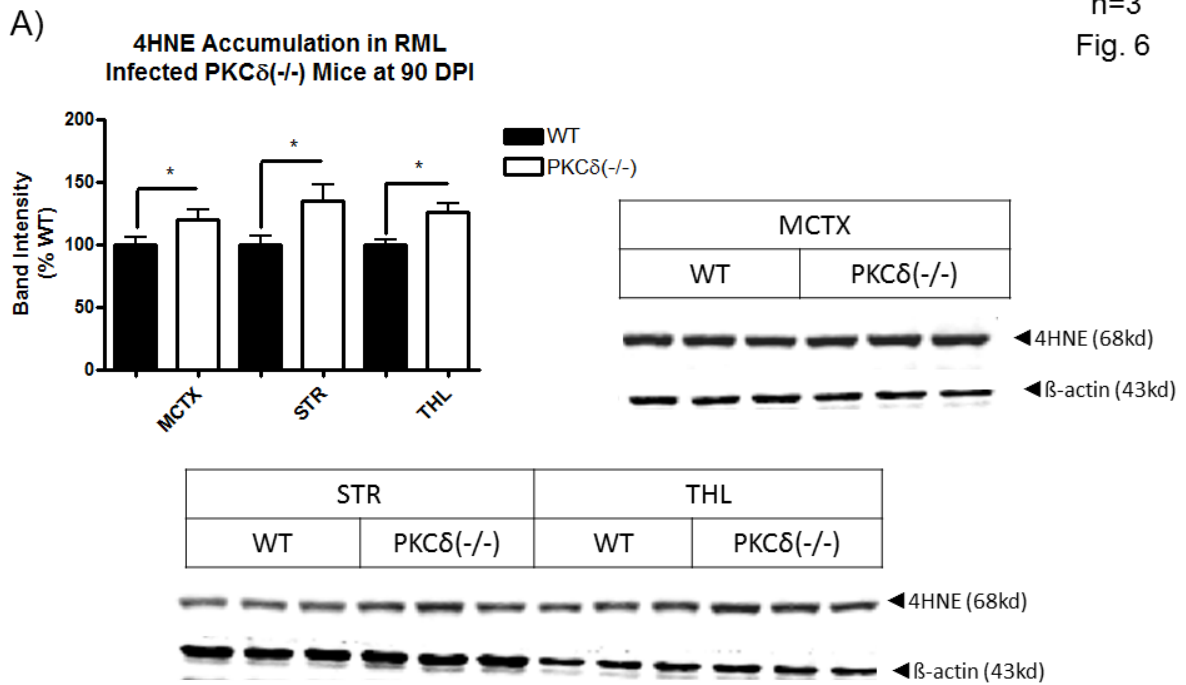 A)
n=3
Fig. 6
4HNE Accumulation in RML
Infected PKCδ(-/-) Mice at 90 DPI
200
150
100
50
0
Band Intensity
(% WT)
*
*
*
MCTX
STR
THL
WT
PKCδ(-/-)
MCTX
WT PKCδ(-/-)
4HNE (68kd)
ß-actin (43kd)
STR THL
WT PKCδ(-/-) WT PKCδ(-/-)
4HNE (68kd)
ß-actin (43kd)